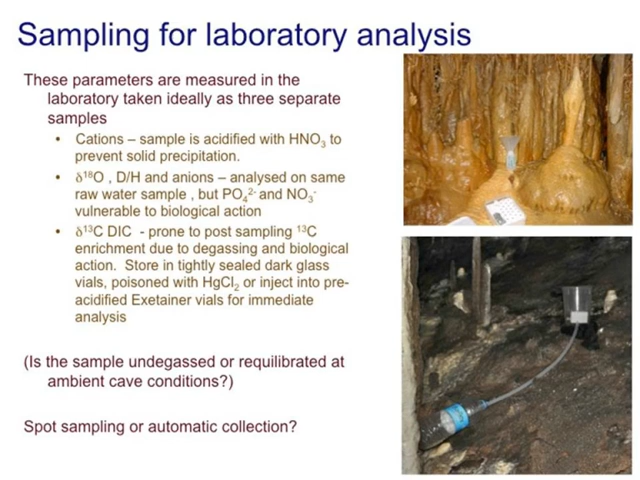 Sampling for laboratory analysis
These parameters are measured in the
laboratory taken ideally as three separate
samples
• Cations – sample is acidified with HNO₃ to
prevent solid precipitation.
• δ¹⁸O , D/H and anions – analysed on same
raw water sample , but PO₄²⁻ and NO₃⁻
vulnerable to biological action
• δ¹³C DIC - prone to post sampling ¹³C
enrichment due to degassing and biological
action. Store in tightly sealed dark glass
vials, poisoned with HgCl₂ or inject into pre-
acidified Exetainer vials for immediate
analysis
(Is the sample undegassed or requilibrated at
ambient cave conditions?)
Spot sampling or automatic collection?